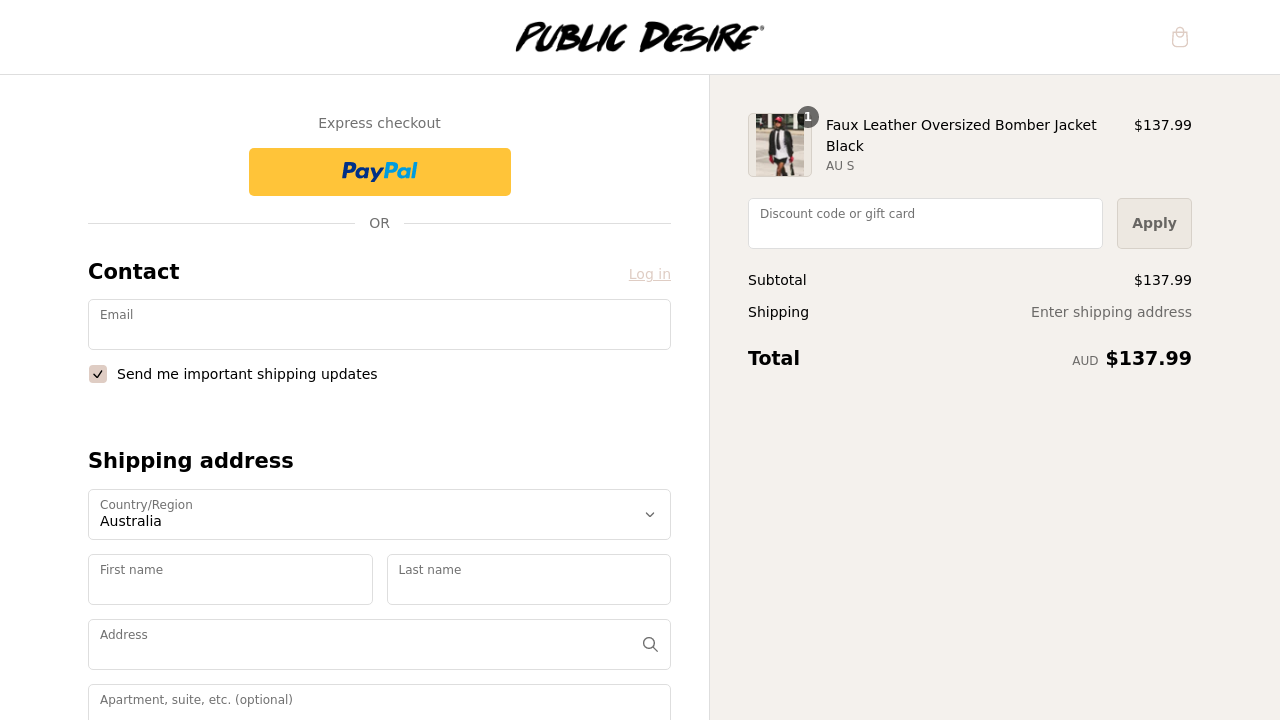 PUBLIC DESIRE®
Express checkout
PayPal
OR
Contact
Log in
Email
Send me important shipping updates
Shipping address
Country/Region
Australia
First name
Last name
Address
Apartment, suite, etc. (optional)
1
Faux Leather Oversized Bomber Jacket
Black
AU S
$137.99
Discount code or gift card
Apply
Subtotal
$137.99
Shipping
Enter shipping address
Total
AUD $137.99